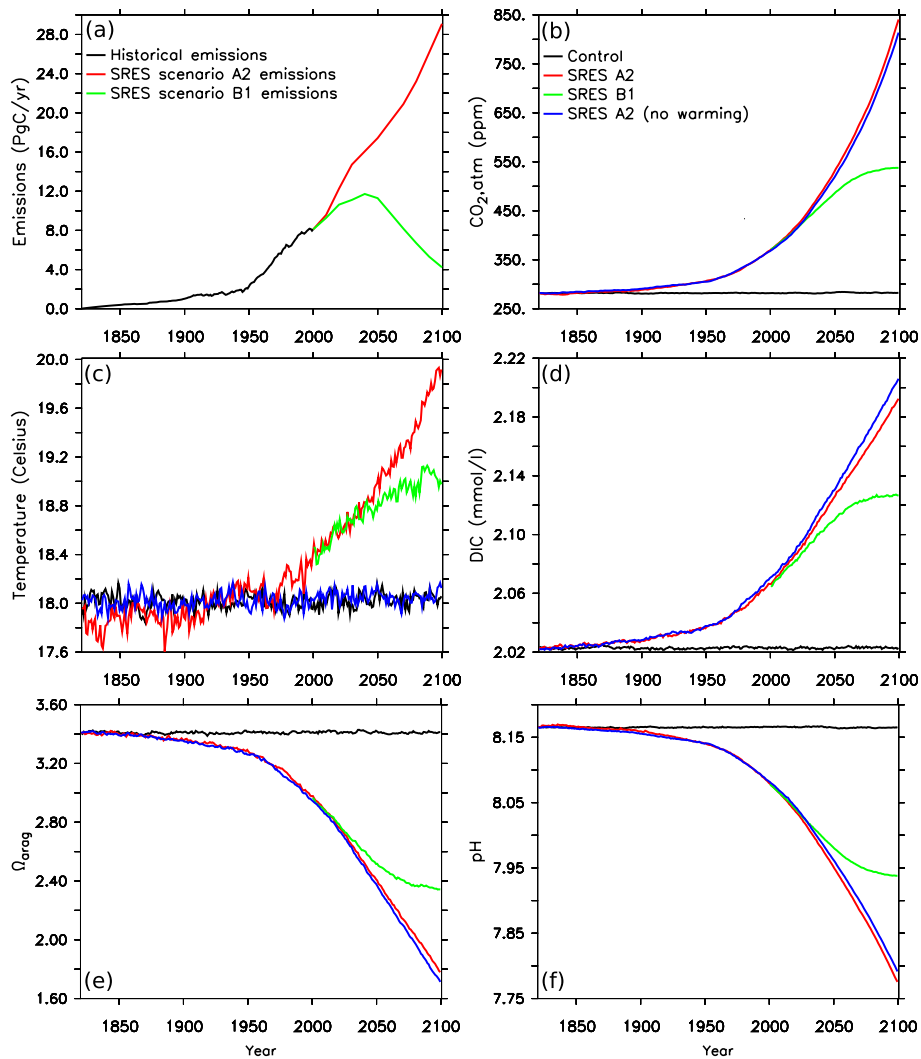 (a)
Historical emissions
SRES scenario A2 emissions
SRES scenario B1 emissions
Emissions (PgC/yr)
28.0
24.0
20.0
16.0
12.0
8.0
4.0
0.0
1850 1900 1950 2000 2050 2100
(b)
Control
SRES A2
SRES B1
SRES A2 (no warming)
CO2,atm (ppm)
850.
750.
650.
550.
450.
350.
250.
1850 1900 1950 2000 2050 2100
(c)
Temperature (Celsius)
20.0
19.6
19.2
18.8
18.4
18.0
17.6
1850 1900 1950 2000 2050 2100
(d)
DIC (mmol/l)
2.22
2.18
2.14
2.10
2.06
2.02
1850 1900 1950 2000 2050 2100
(e)
Ωarag
3.60
3.20
2.80
2.40
2.00
1.60
1850 1900 1950 2000 2050 2100
Year
(f)
pH
8.15
8.05
7.95
7.85
7.75
1850 1900 1950 2000 2050 2100
Year